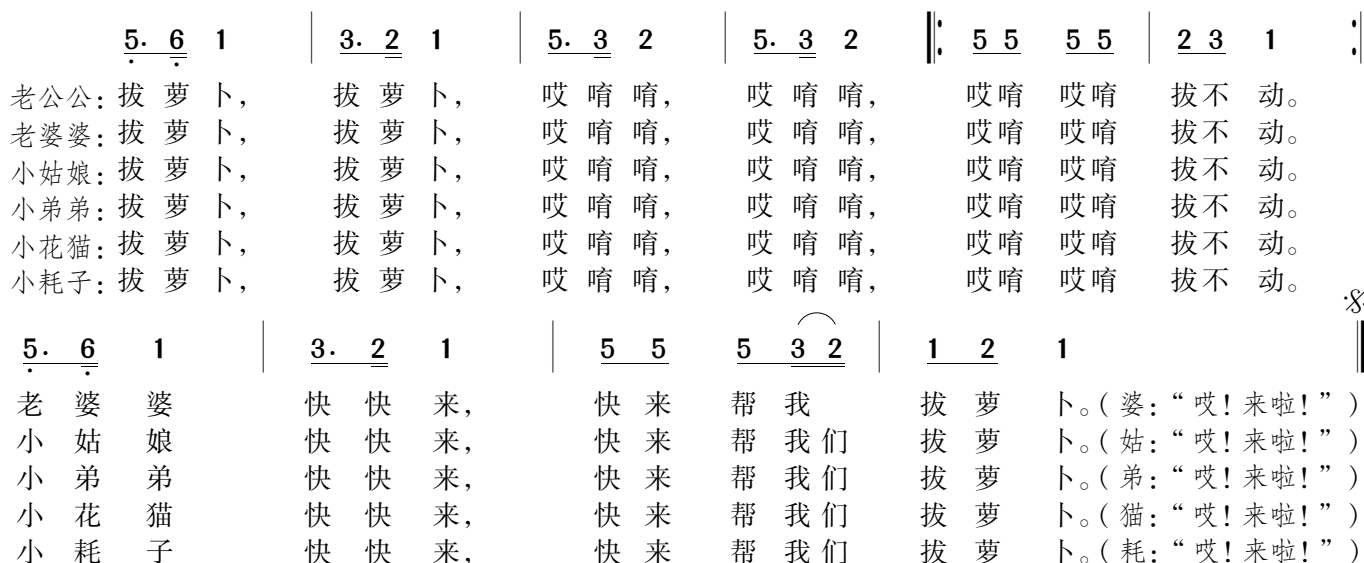 5. 6 1 | 3. 2 1 | 5. 3 2 | 5. 3 2 ‖: 5 5 5 5 | 2 3 1 :|
老公公：拔萝卜， 拔萝卜， 哎唷唷， 哎唷唷， 哎唷 哎唷 拔不动。
老婆婆：拔萝卜， 拔萝卜， 哎唷唷， 哎唷唷， 哎唷 哎唷 拔不动。
小姑娘：拔萝卜， 拔萝卜， 哎唷唷， 哎唷唷， 哎唷 哎唷 拔不动。
小弟弟：拔萝卜， 拔萝卜， 哎唷唷， 哎唷唷， 哎唷 哎唷 拔不动。
小花猫：拔萝卜， 拔萝卜， 哎唷唷， 哎唷唷， 哎唷 哎唷 拔不动。
小耗子：拔萝卜， 拔萝卜， 哎唷唷， 哎唷唷， 哎唷 哎唷 拔不动。
5. 6 1 | 3. 2 1 | 5 5 5 3 2 | 1 2 1
老婆婆 快快来， 快来帮我 拔萝卜。（婆：“哎！来啦！”）
小姑娘 快快来， 快来帮我们 拔萝卜。（姑：“哎！来啦！”）
小弟弟 快快来， 快来帮我们 拔萝卜。（弟：“哎！来啦！”）
小花猫 快快来， 快来帮我们 拔萝卜。（猫：“哎！来啦！”）
小耗子 快快来， 快来帮我们 拔萝卜。（耗：“哎！来啦！”）